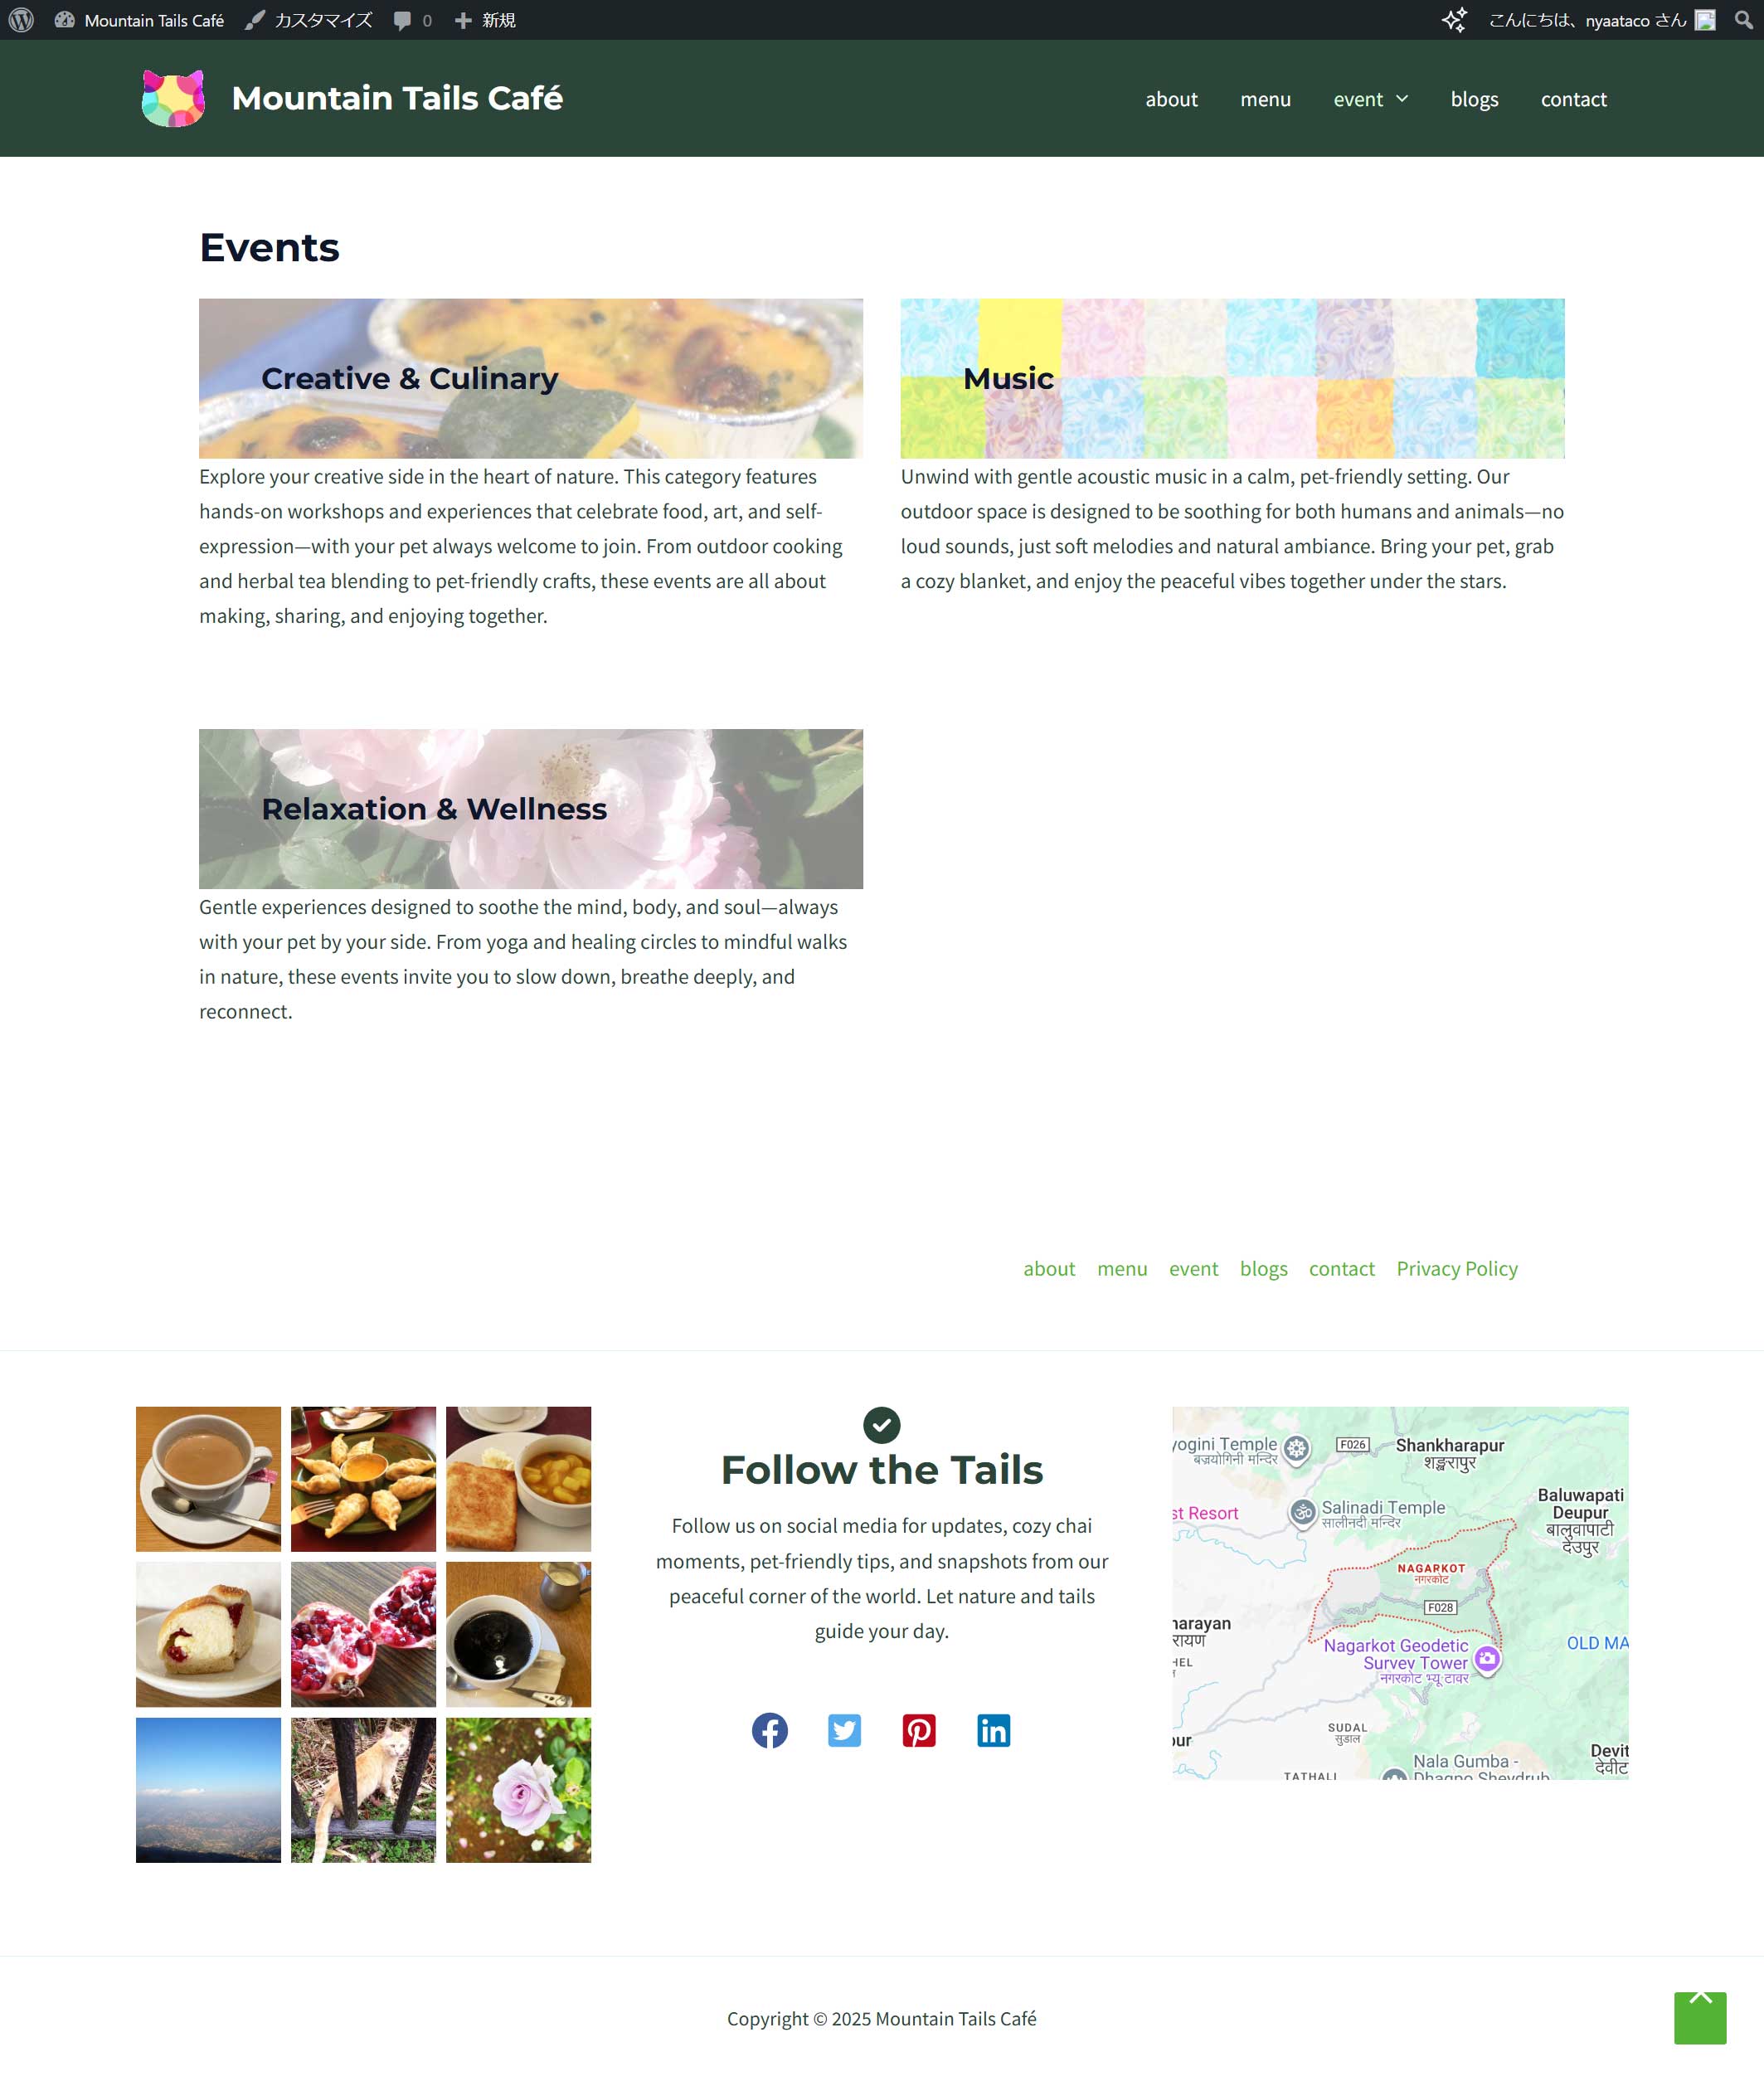 Mountain Tails Café カスタマイズ 0 新規 こんにちは、nyaataco さん
Mountain Tails Café
about menu event blogs contact
Events
Creative & Culinary
Explore your creative side in the heart of nature. This category features
hands-on workshops and experiences that celebrate food, art, and self-
expression—with your pet always welcome to join. From outdoor cooking
and herbal tea blending to pet-friendly crafts, these events are all about
making, sharing, and enjoying together.
Music
Unwind with gentle acoustic music in a calm, pet-friendly setting. Our
outdoor space is designed to be soothing for both humans and animals—no
loud sounds, just soft melodies and natural ambiance. Bring your pet, grab
a cozy blanket, and enjoy the peaceful vibes together under the stars.
Relaxation & Wellness
Gentle experiences designed to soothe the mind, body, and soul—always
with your pet by your side. From yoga and healing circles to mindful walks
in nature, these events invite you to slow down, breathe deeply, and
reconnect.
about menu event blogs contact Privacy Policy
Follow the Tails
Follow us on social media for updates, cozy chai
moments, pet-friendly tips, and snapshots from our
peaceful corner of the world. Let nature and tails
guide your day.
yogini Temple
बज्रयोगिनी मन्दिर
F026
Shankharapur
शङ्खरापुर
st Resort
Salinadi Temple
सालीनदी मन्दिर
Baluwapati
Deupur
बालुवापाटी
देउपुर
NAGARKOT
नगरकोट
F028
narayan
रायण
HEL
Nagarkot Geodetic
Survey Tower
नगरकोट भ्यू टावर
OLD MA
SUDAL
सुडाल
our
Nala Gumba -
Dhagpo Sheydrub
Devit
देवीट
TATHALI
Copyright © 2025 Mountain Tails Café